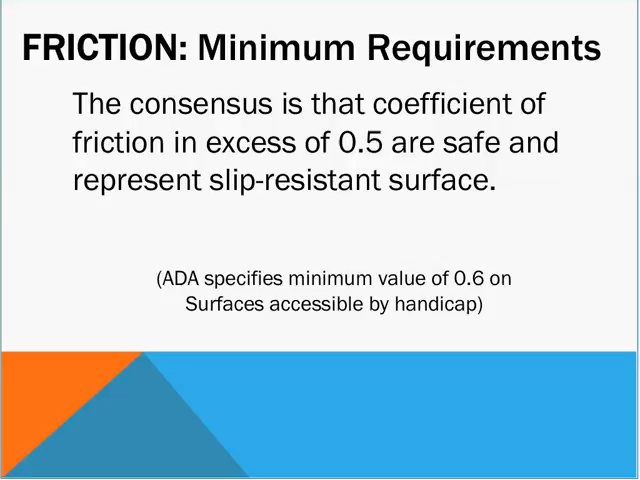 FRICTION: Minimum Requirements
The consensus is that coefficient of
friction in excess of 0.5 are safe and
represent slip-resistant surface.
(ADA specifies minimum value of 0.6 on
Surfaces accessible by handicap)